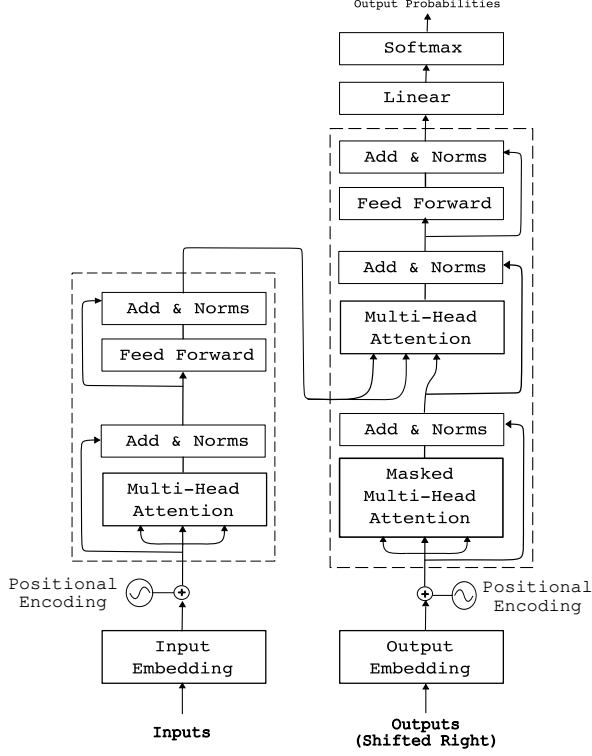 Output Probabilities
Softmax
Linear
Add & Norms
Feed Forward
Add & Norms
Multi-Head
Attention
Add & Norms
Masked
Multi-Head
Attention
Add & Norms
Feed Forward
Add & Norms
Multi-Head
Attention
Positional
Encoding
Positional
Encoding
Input
Embedding
Output
Embedding
Inputs
Outputs
(Shifted Right)